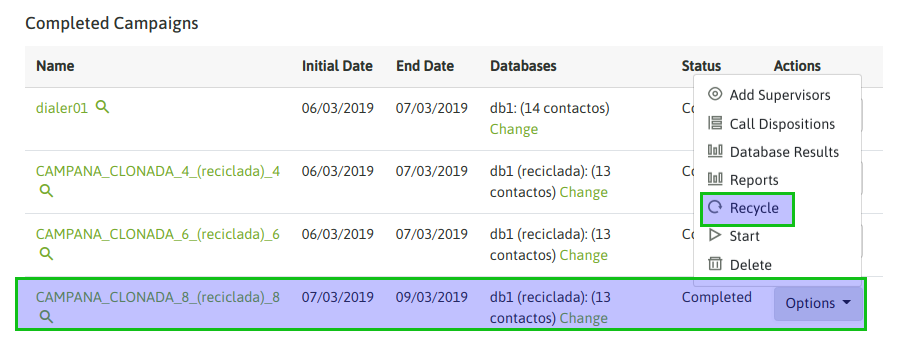 Completed Campaigns
Name Initial Date End Date Databases Status Actions
dialer01 06/03/2019 07/03/2019 db1: (14 contactos)
Change
CAMPANA_CLONADA_4_(reciclada)_4 06/03/2019 07/03/2019 db1 (reciclada): (13
contactos) Change
CAMPANA_CLONADA_6_(reciclada)_6 06/03/2019 07/03/2019 db1 (reciclada): (13
contactos) Change
CAMPANA_CLONADA_8_(reciclada)_8 07/03/2019 09/03/2019 db1 (reciclada): (13 Completed
contactos) Change
Options
Add Supervisors
Call Dispositions
Database Results
Reports
Recycle
Start
Delete